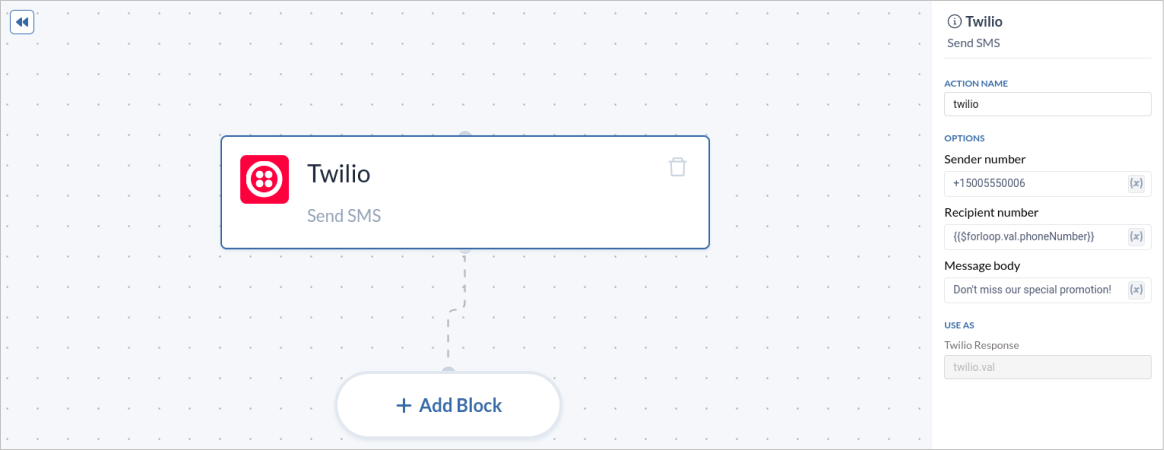 Twilio
Send SMS
Add Block
Twilio
Send SMS
ACTION NAME
twilio
OPTIONS
Sender number
+15005550006 (x)
Recipient number
{{$forloop.val.phoneNumber}} (x)
Message body
Don't miss our special promotion! (x)
USE AS
Twilio Response
twilio.val